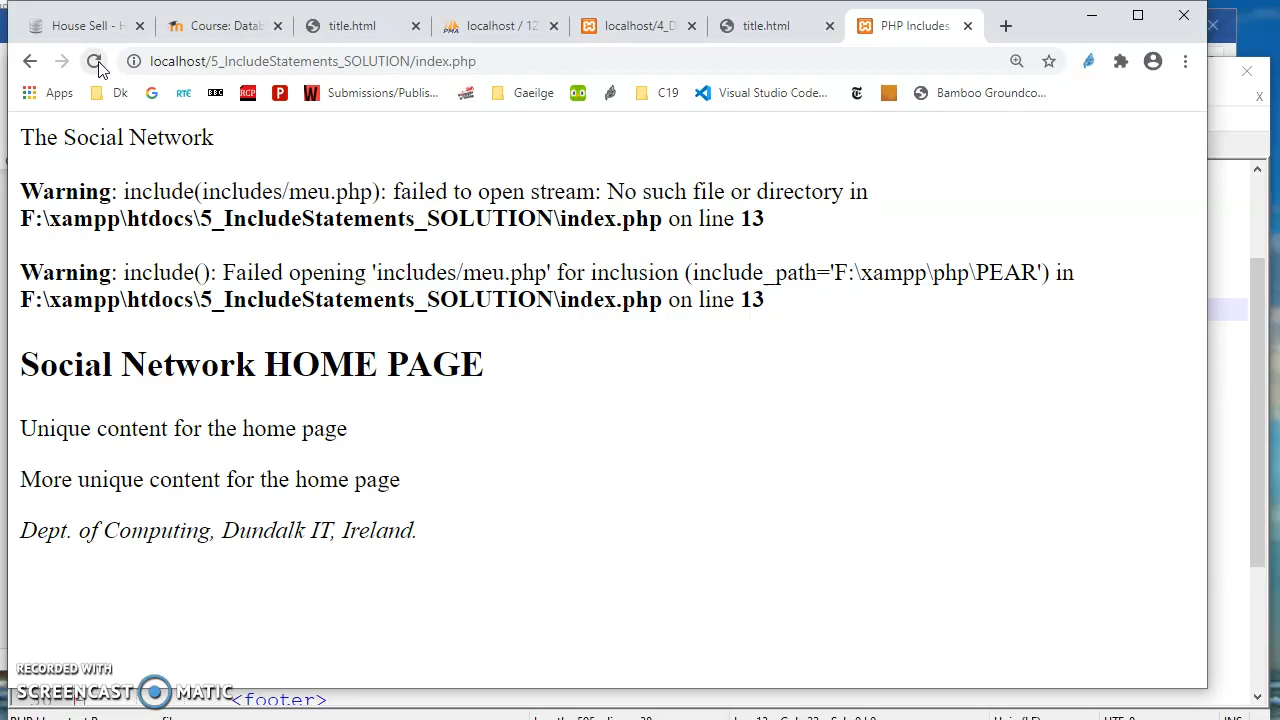 House Sell - H
Course: Datab
title.html
localhost / 12
localhost/4_D
title.html
PHP Includes
localhost/5_IncludeStatements_SOLUTION/index.php
Apps
Dk
G
RTÉ
BBC
RCP
P
W
Submissions/Publis...
Gaeilge
C19
Visual Studio Code...
Bamboo Groundco...
The Social Network
Warning: include(includes/meu.php): failed to open stream: No such file or directory in
F:\xampp\htdocs\5_IncludeStatements_SOLUTION\index.php on line 13
Warning: include(): Failed opening 'includes/meu.php' for inclusion (include_path='F:\xampp\php\PEAR') in
F:\xampp\htdocs\5_IncludeStatements_SOLUTION\index.php on line 13
Social Network HOME PAGE
Unique content for the home page
More unique content for the home page
Dept. of Computing, Dundalk IT, Ireland.
RECORDED WITH
SCREENCAST MATIC
<footer>